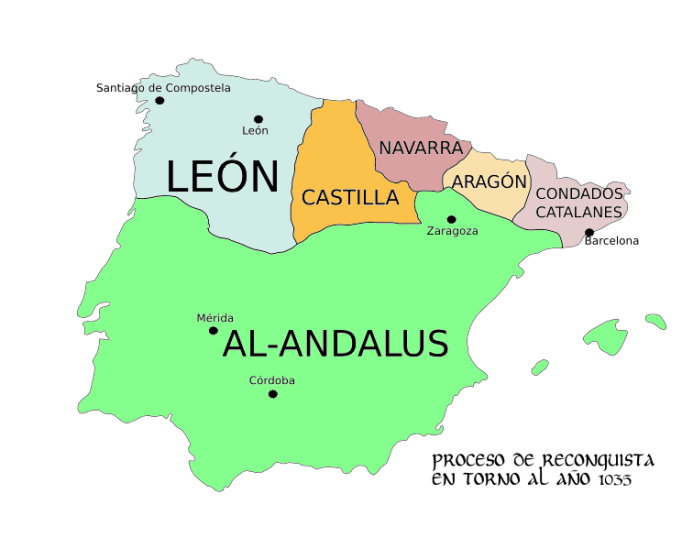 Santiago de Compostela
León
LEÓN
CASTILLA
NAVARRA
ARAGÓN
CONDADOS
CATALANES
Zaragoza
Barcelona
Mérida
AL-ANDALUS
Córdoba
PROCESO DE RECONQUISTA
EN TORNO AL AÑO 1035